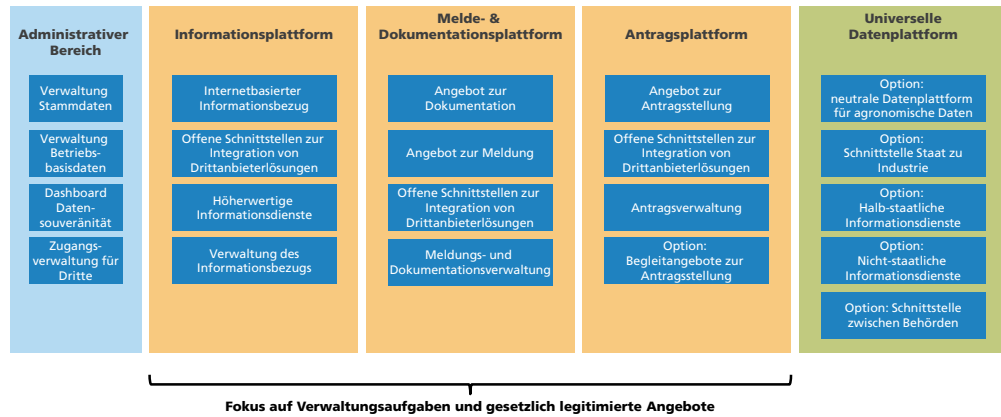 Administrativer
Bereich
Verwaltung
Stammdaten
Verwaltung
Betriebs-
basisdaten
Dashboard
Daten-
souveränität
Zugangs-
verwaltung für
Dritte
Informationsplattform
Internetbasierter
Informationsbezug
Offene Schnittstellen zur
Integration von
Drittanbieterlösungen
Höherwertige
Informationsdienste
Verwaltung des
Informationsbezugs
Melde- &
Dokumentationsplattform
Angebot zur
Dokumentation
Angebot zur Meldung
Offene Schnittstellen zur
Integration von
Drittanbieterlösungen
Meldungs- und
Dokumentationsverwaltung
Antragsplattform
Angebot zur
Antragsstellung
Offene Schnittstellen zur
Integration von
Drittanbieterlösungen
Antragsverwaltung
Option:
Begleitangebote zur
Antragsstellung
Universelle
Datenplattform
Option:
neutrale Datenplattform
für agronomische Daten
Option:
Schnittstelle Staat zu
Industrie
Option:
Halb-staatliche
Informationsdienste
Option:
Nicht-staatliche
Informationsdienste
Option: Schnittstelle
zwischen Behörden
Fokus auf Verwaltungsaufgaben und gesetzlich legitimierte Angebote